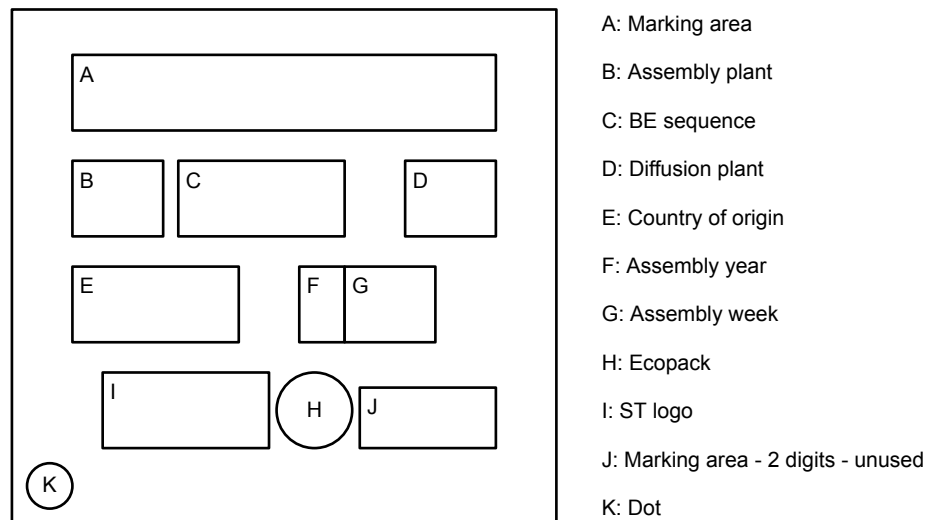 A
A: Marking area
B: Assembly plant
B C D
C: BE sequence
D: Diffusion plant
E: Country of origin
E F G
F: Assembly year
G: Assembly week
H: Ecopack
I H J
I: ST logo
J: Marking area - 2 digits - unused
K
K: Dot